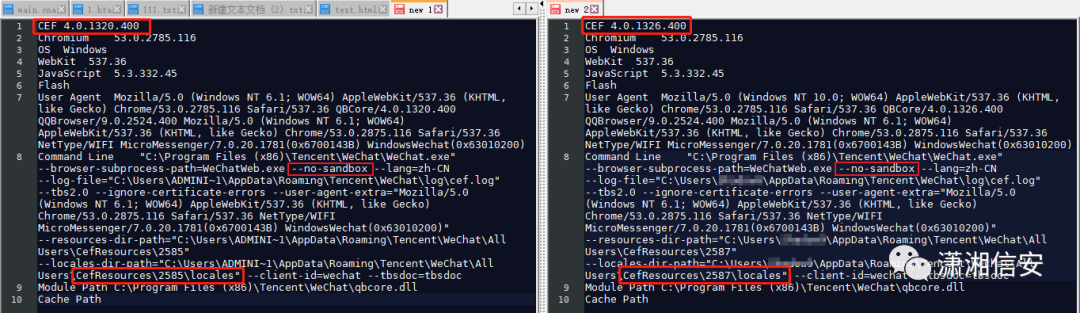 main.cna
1.hta
111.txt
新建文本文档 (2).txt
test.html
new 1
1 CEF 4.0.1320.400
2 Chromium 53.0.2785.116
3 OS Windows
4 WebKit 537.36
5 JavaScript 5.3.332.45
6 Flash
7 User Agent Mozilla/5.0 (Windows NT 6.1; WOW64) AppleWebKit/537.36 (KHTML,
like Gecko) Chrome/53.0.2785.116 Safari/537.36 QBCore/4.0.1320.400
QQBrowser/9.0.2524.400 Mozilla/5.0 (Windows NT 6.1; WOW64)
AppleWebKit/537.36 (KHTML, like Gecko) Chrome/53.0.2875.116 Safari/537.36
NetType/WIFI MicroMessenger/7.0.20.1781(0x6700143B) WindowsWechat(0x63010200)
8 Command Line "C:\Program Files (x86)\Tencent\WeChat\WeChat.exe"
--browser-subprocess-path=WeChatWeb.exe --no-sandbox --lang=zh-CN
--log-file="C:\Users\ADMINI~1\AppData\Roaming\Tencent\WeChat\log\cef.log"
--tbs2.0 --ignore-certificate-errors --user-agent-extra="Mozilla/5.0
(Windows NT 6.1; WOW64) AppleWebKit/537.36 (KHTML, like Gecko)
Chrome/53.0.2875.116 Safari/537.36 NetType/WIFI
MicroMessenger/7.0.20.1781(0x6700143B) WindowsWechat(0x63010200)"
--resources-dir-path="C:\Users\ADMINI~1\AppData\Roaming\Tencent\WeChat\All
Users\CefResources\2585"
--locales-dir-path="C:\Users\ADMINI~1\AppData\Roaming\Tencent\WeChat\All
Users\CefResources\2585\locales" --client-id=wechat --tbsdoc=tbsdoc
9 Module Path C:\Program Files (x86)\Tencent\WeChat\qbcore.dll
10 Cache Path
new 2
1 CEF 4.0.1326.400
2 Chromium 53.0.2785.116
3 OS Windows
4 WebKit 537.36
5 JavaScript 5.3.332.45
6 Flash
7 User Agent Mozilla/5.0 (Windows NT 10.0; WOW64) AppleWebKit/537.36 (KHTML,
like Gecko) Chrome/53.0.2785.116 Safari/537.36 QBCore/4.0.1326.400
QQBrowser/9.0.2524.400 Mozilla/5.0 (Windows NT 6.1; WOW64)
AppleWebKit/537.36 (KHTML, like Gecko) Chrome/53.0.2875.116 Safari/537.36
NetType/WIFI MicroMessenger/7.0.20.1781(0x6700143B) WindowsWechat(0x63010200)
8 Command Line "C:\Program Files (x86)\Tencent\WeChat\WeChat.exe"
--browser-subprocess-path=WeChatWeb.exe --no-sandbox --lang=zh-CN
--log-file="C:\Users\ \AppData\Roaming\Tencent\WeChat\log\cef.log"
--tbs2.0 --ignore-certificate-errors --user-agent-extra="Mozilla/5.0
(Windows NT 6.1; WOW64) AppleWebKit/537.36 (KHTML, like Gecko)
Chrome/53.0.2875.116 Safari/537.36 NetType/WIFI
MicroMessenger/7.0.20.1781(0x6700143B) WindowsWechat(0x63010200)"
--resources-dir-path="C:\Users\ \AppData\Roaming\Tencent\WeChat\All
Users\CefResources\2587"
--locales-dir-path="C:\Users\ \AppData\Roaming\Tencent\WeChat\All
Users\CefResources\2587\locales" --client-id=wechat --tbsdoc=tbsdoc
9 Module Path C:\Program Files (x86)\Tencent\WeChat\qbcore.dll
10 Cache Path
潇湘信安